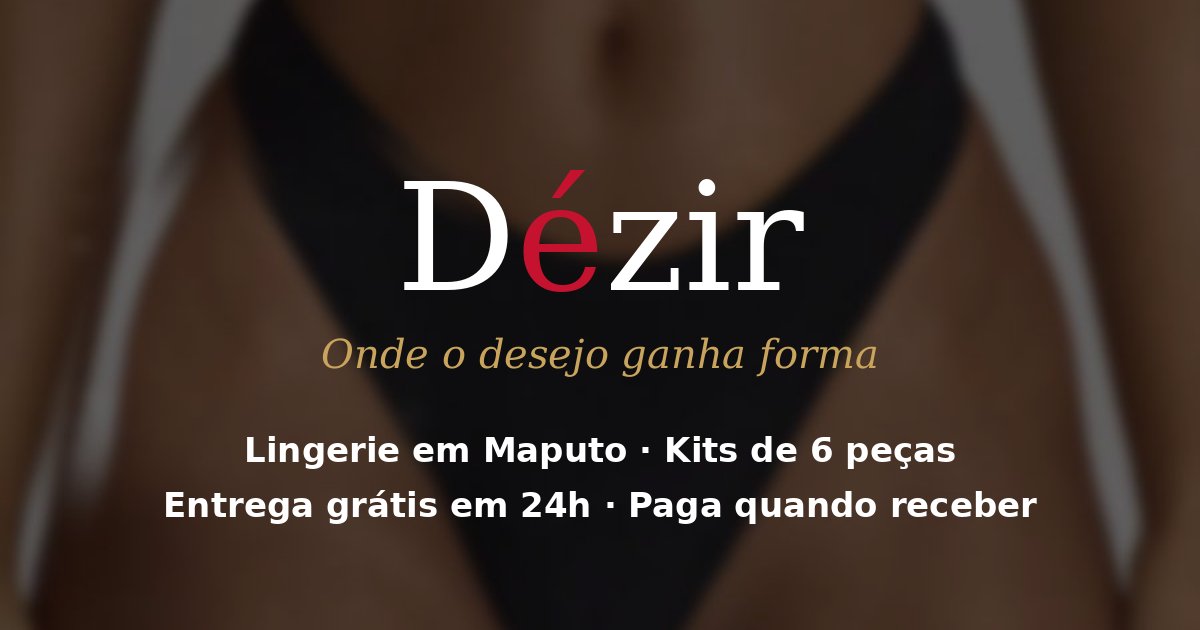 Dézir
Onde o desejo ganha forma
Lingerie em Maputo · Kits de 6 peças
Entrega grátis em 24h · Paga quando receber